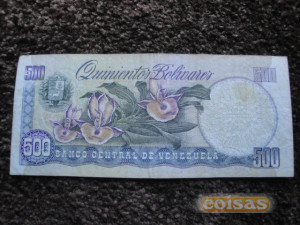 500 Quinientos Bolívares 500
500 BANCO CENTRAL DE VENEZUELA 500
coisas